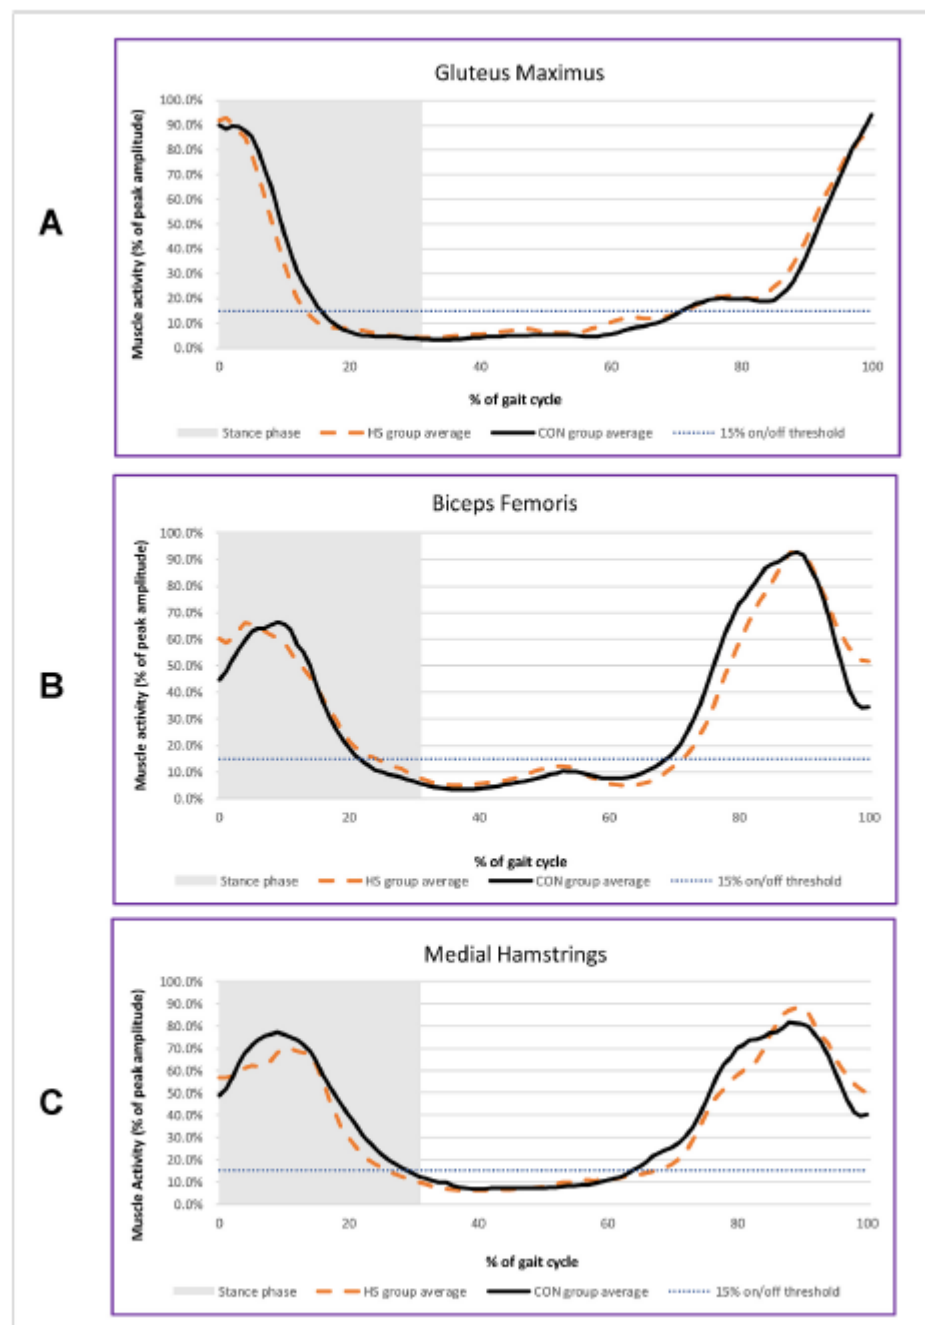 A
Gluteus Maximus
Muscle activity (% of peak amplitude)
100.0%
90.0%
80.0%
70.0%
60.0%
50.0%
40.0%
30.0%
20.0%
10.0%
0.0%
0 20 40 60 80 100
% of gait cycle
Stance phase HS group average CON group average 15% on/off threshold
B
Biceps Femoris
Muscle activity (% of peak amplitude)
100.0%
90.0%
80.0%
70.0%
60.0%
50.0%
40.0%
30.0%
20.0%
10.0%
0.0%
0 20 40 60 80 100
% of gait cycle
Stance phase HS group average CON group average 15% on/off threshold
C
Medial Hamstrings
Muscle Activity (% of peak amplitude)
100.0%
90.0%
80.0%
70.0%
60.0%
50.0%
40.0%
30.0%
20.0%
10.0%
0.0%
0 20 40 60 80 100
% of gait cycle
Stance phase HS group average CON group average 15% on/off threshold